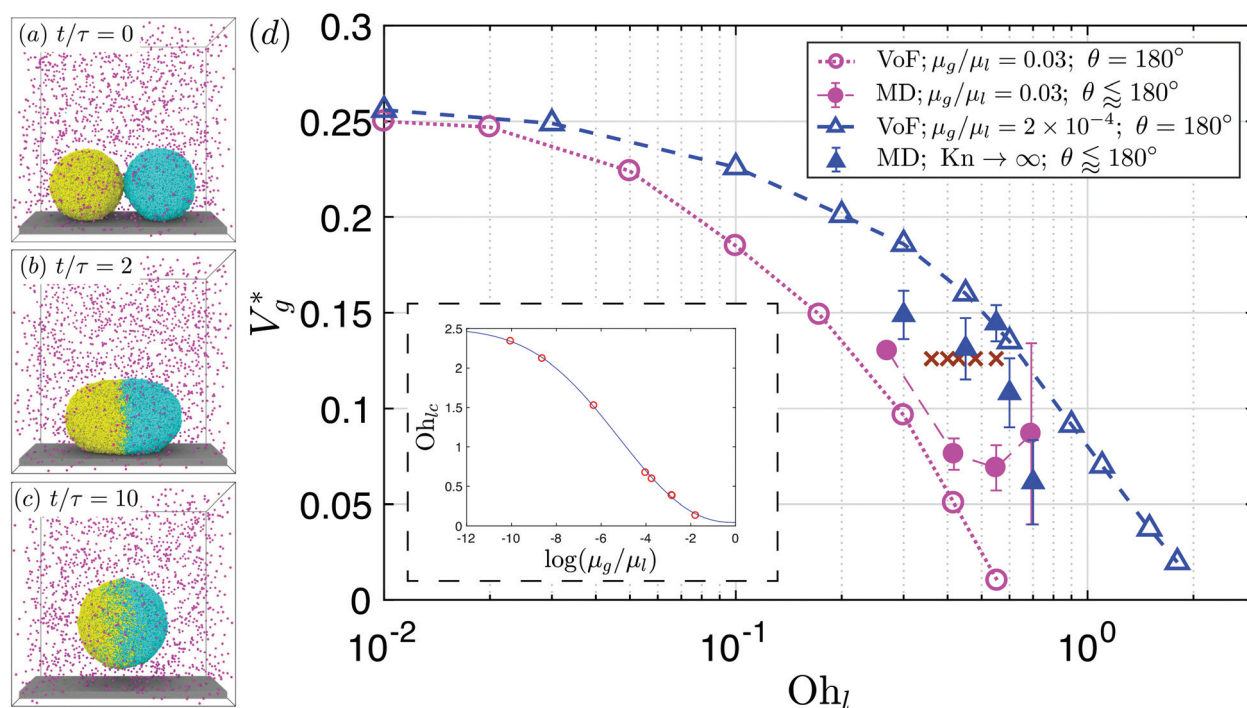 (a) t/τ = 0
(b) t/τ = 2
(c) t/τ = 10
(d)
0.3
0.25
0.2
0.15
0.1
0.05
0
V*g
VoF; μg/μl = 0.03; θ = 180°
MD; μg/μl = 0.03; θ ⪅ 180°
VoF; μg/μl = 2 × 10⁻⁴; θ = 180°
MD; Kn → ∞; θ ⪅ 180°
2.5
2
1.5
1
0.5
0
Ohlc
-12 -10 -8 -6 -4 -2 0
log(μg/μl)
10⁻² 10⁻¹ 10⁰
Ohl